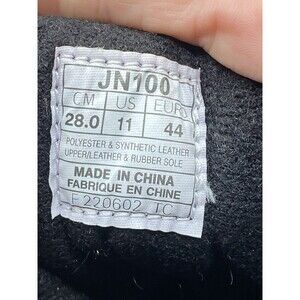 JN100
CM US EURO
28.0 11 44
POLYESTER & SYNTHETIC LEATHER
UPPER/LEATHER & RUBBER SOLE
MADE IN CHINA
FABRIQUE EN CHINE
F 220602 TC